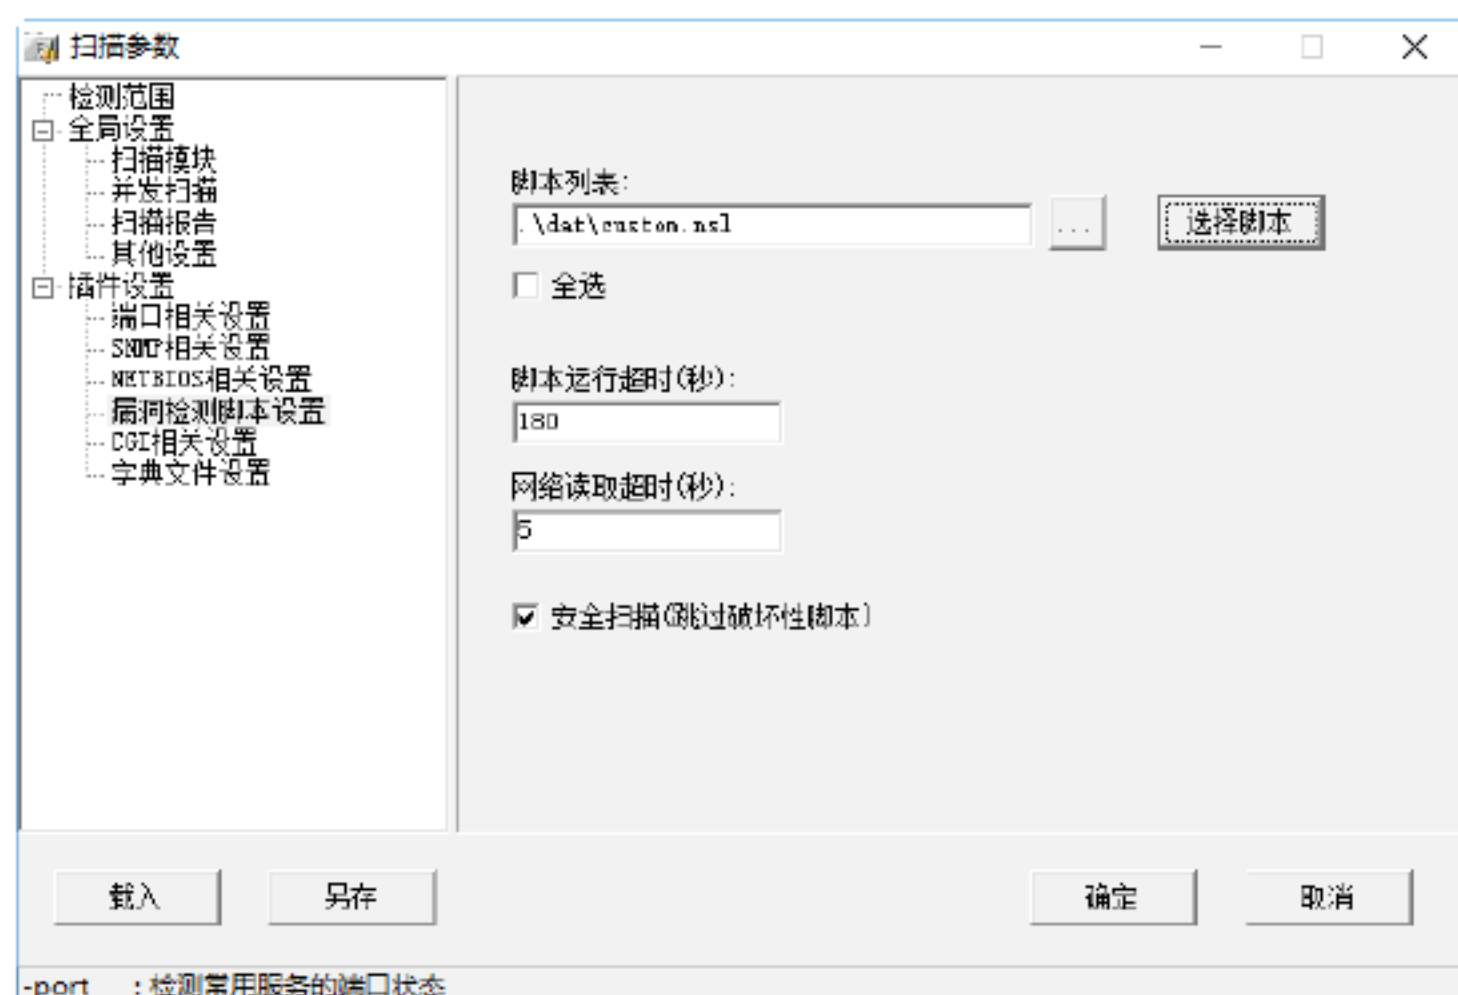 扫描参数
检测范围
全局设置
扫描模块
并发扫描
扫描报告
其他设置
插件设置
端口相关设置
SNMP相关设置
NETBIOS相关设置
漏洞检测脚本设置
CGI相关设置
字典文件设置
脚本列表:
.\dat\custom.nsl
...
选择脚本
全选
脚本运行超时(秒):
180
网络读取超时(秒):
5
安全扫描(跳过破坏性脚本)
载入
另存
确定
取消
-port : 检测常用服务的端口状态